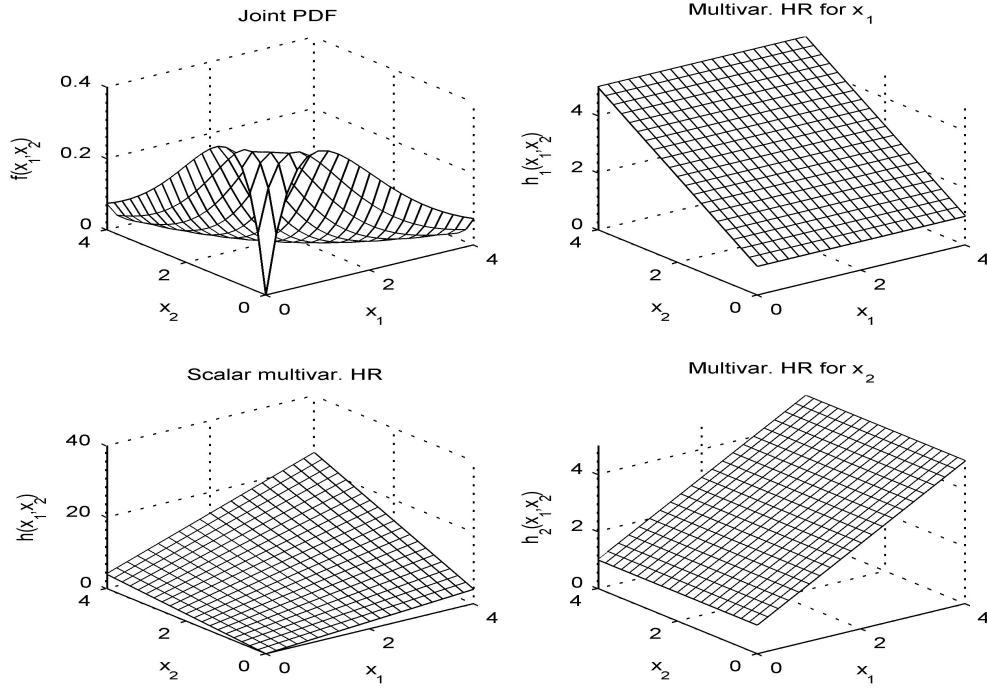 Joint PDF
0.4
0.2
0
f(x₁,x₂)
4
2
0
x₂
0
2
4
x₁
Multivar. HR for x₁
4
2
0
h₁(x₁,x₂)
4
2
0
x₂
0
2
4
x₁
Scalar multivar. HR
40
20
0
h(x₁,x₂)
4
2
0
x₂
0
2
4
x₁
Multivar. HR for x₂
4
2
0
h₂(x₁,x₂)
4
2
0
x₂
0
2
4
x₁